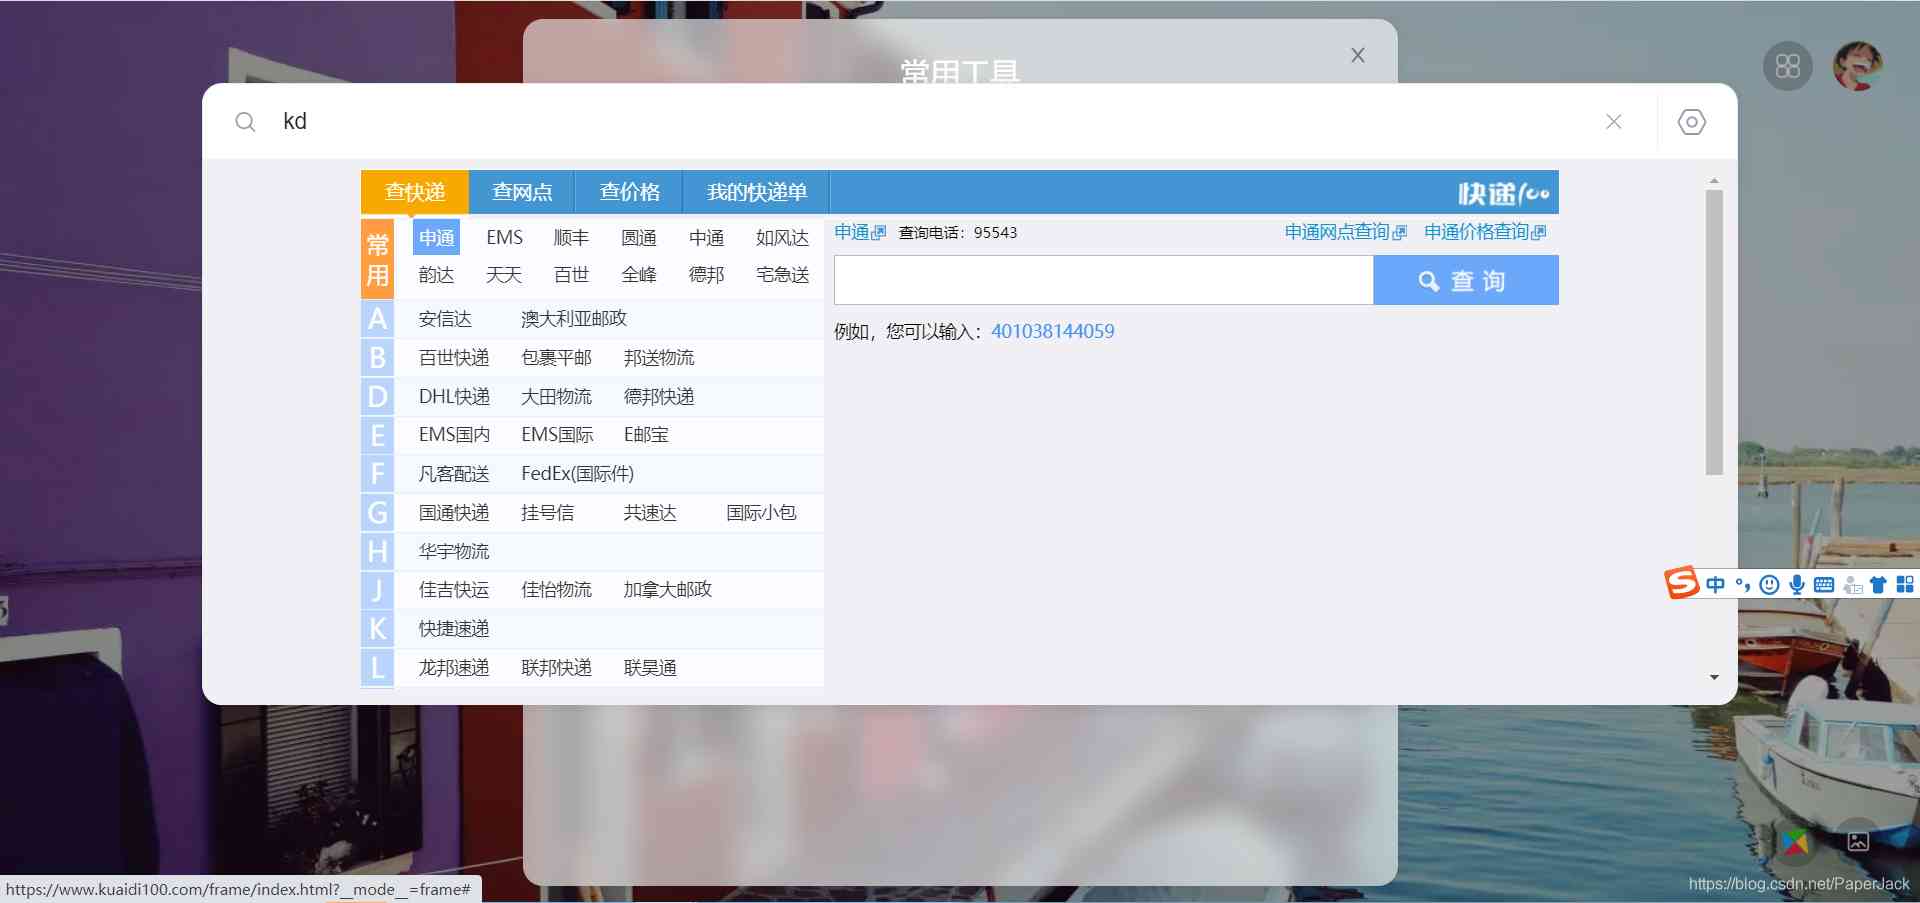 常用工具
kd
查快递 查网点 查价格 我的快递单 快递100
常用
申通 EMS 顺丰 圆通 中通 如风达
韵达 天天 百世 全峰 德邦 宅急送
A 安信达 澳大利亚邮政
B 百世快递 包裹平邮 邦送物流
D DHL快递 大田物流 德邦快递
E EMS国内 EMS国际 E邮宝
F 凡客配送 FedEx(国际件)
G 国通快递 挂号信 共速达 国际小包
H 华宇物流
J 佳吉快运 佳怡物流 加拿大邮政
K 快捷速递
L 龙邦速递 联邦快递 联昊通
申通 查询电话：95543 申通网点查询 申通价格查询
查 询
例如，您可以输入：401038144059
中
https://www.kuaidi100.com/frame/index.html?__mode__=frame#
https://blog.csdn.net/PaperJack